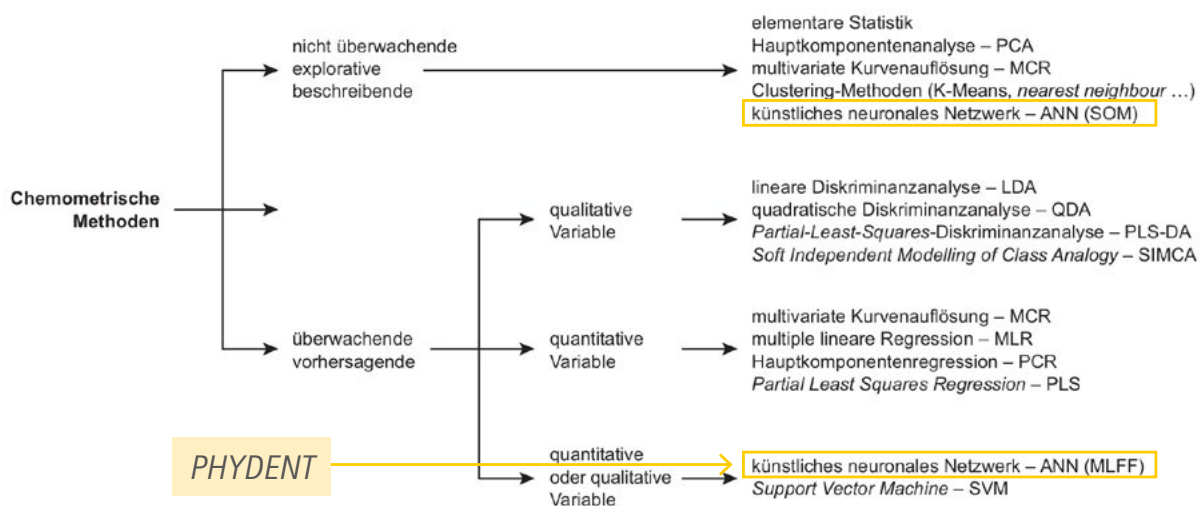 nicht überwachende
explorative
beschreibende
elementare Statistik
Hauptkomponentenanalyse – PCA
multivariate Kurvenauflösung – MCR
Clustering-Methoden (K-Means, nearest neighbour ...)
künstliches neuronales Netzwerk – ANN (SOM)
Chemometrische
Methoden
qualitative
Variable
lineare Diskriminanzanalyse – LDA
quadratische Diskriminanzanalyse – QDA
Partial-Least-Squares-Diskriminanzanalyse – PLS-DA
Soft Independent Modelling of Class Analogy – SIMCA
überwachende
vorhersagende
quantitative
Variable
multivariate Kurvenauflösung – MCR
multiple lineare Regression – MLR
Hauptkomponentenregression – PCR
Partial Least Squares Regression – PLS
PHYDENT
quantitative
oder qualitative
Variable
künstliches neuronales Netzwerk – ANN (MLFF)
Support Vector Machine – SVM